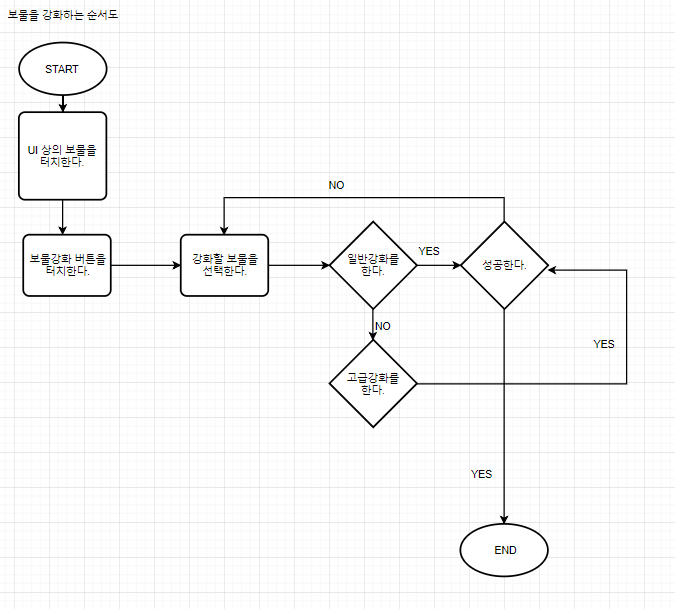 보물을 강화하는 순서도
START
UI 상의 보물을
터치한다.
보물강화 버튼을
터치한다.
강화할 보물을
선택한다.
일반강화를
한다.
YES
성공한다.
NO
NO
고급강화를
한다.
YES
YES
END